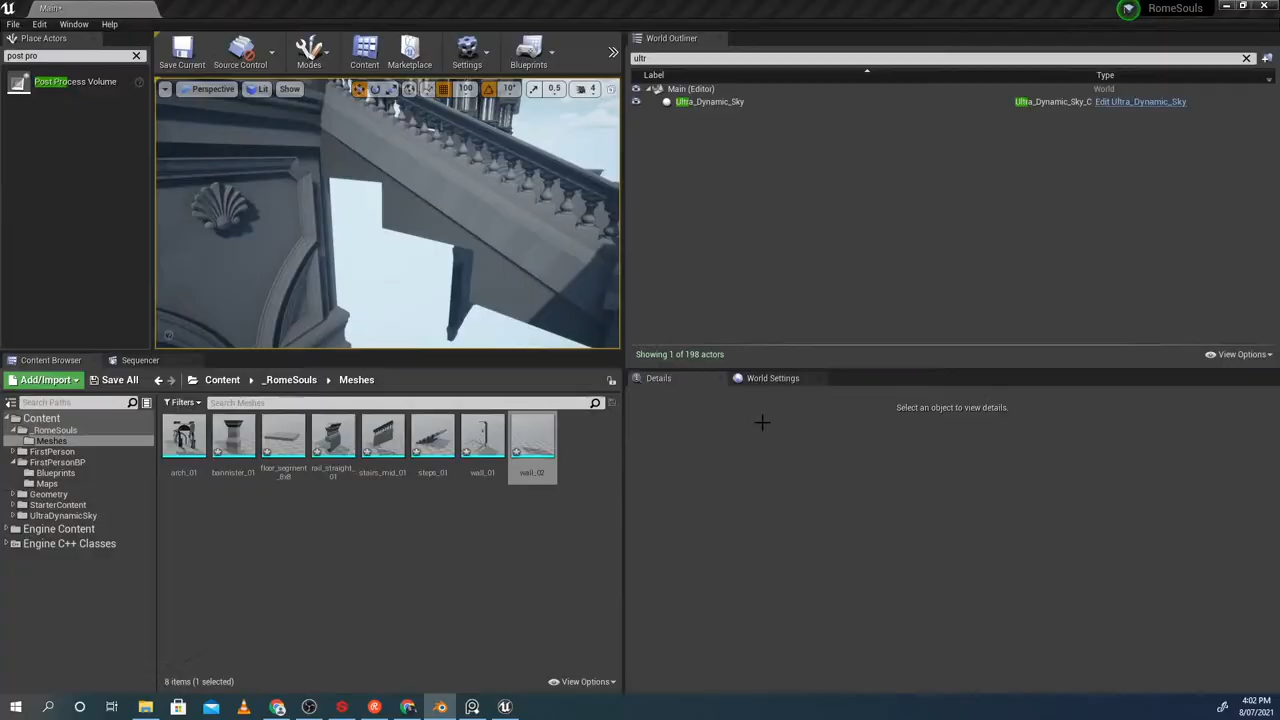 Main*
RomeSouls
File Edit Window Help
Place Actors
post pro
Post Process Volume
Save Current
Source Control
Modes
Content
Marketplace
Settings
Blueprints
Perspective
Lit
Show
100
10°
0.5
4
World Outliner
ultr
Label
Type
Main (Editor)
World
Ultra_Dynamic_Sky
Ultra_Dynamic_Sky_C
Edit Ultra_Dynamic_Sky
Showing 1 of 198 actors
View Options
Content Browser
Sequencer
Add/Import
Save All
Content
_RomeSouls
Meshes
Search Paths
Filters
Search Meshes
Content
_RomeSouls
Meshes
FirstPerson
FirstPersonBP
Blueprints
Maps
Geometry
StarterContent
UltraDynamicSky
Engine Content
Engine C++ Classes
arch_01
bannister_01
floor_segment
_8x8
rail_straight_
01
stairs_mid_01
steps_01
wall_01
wall_02
8 items (1 selected)
View Options
Details
World Settings
Select an object to view details.
4:02 PM
8/07/2021